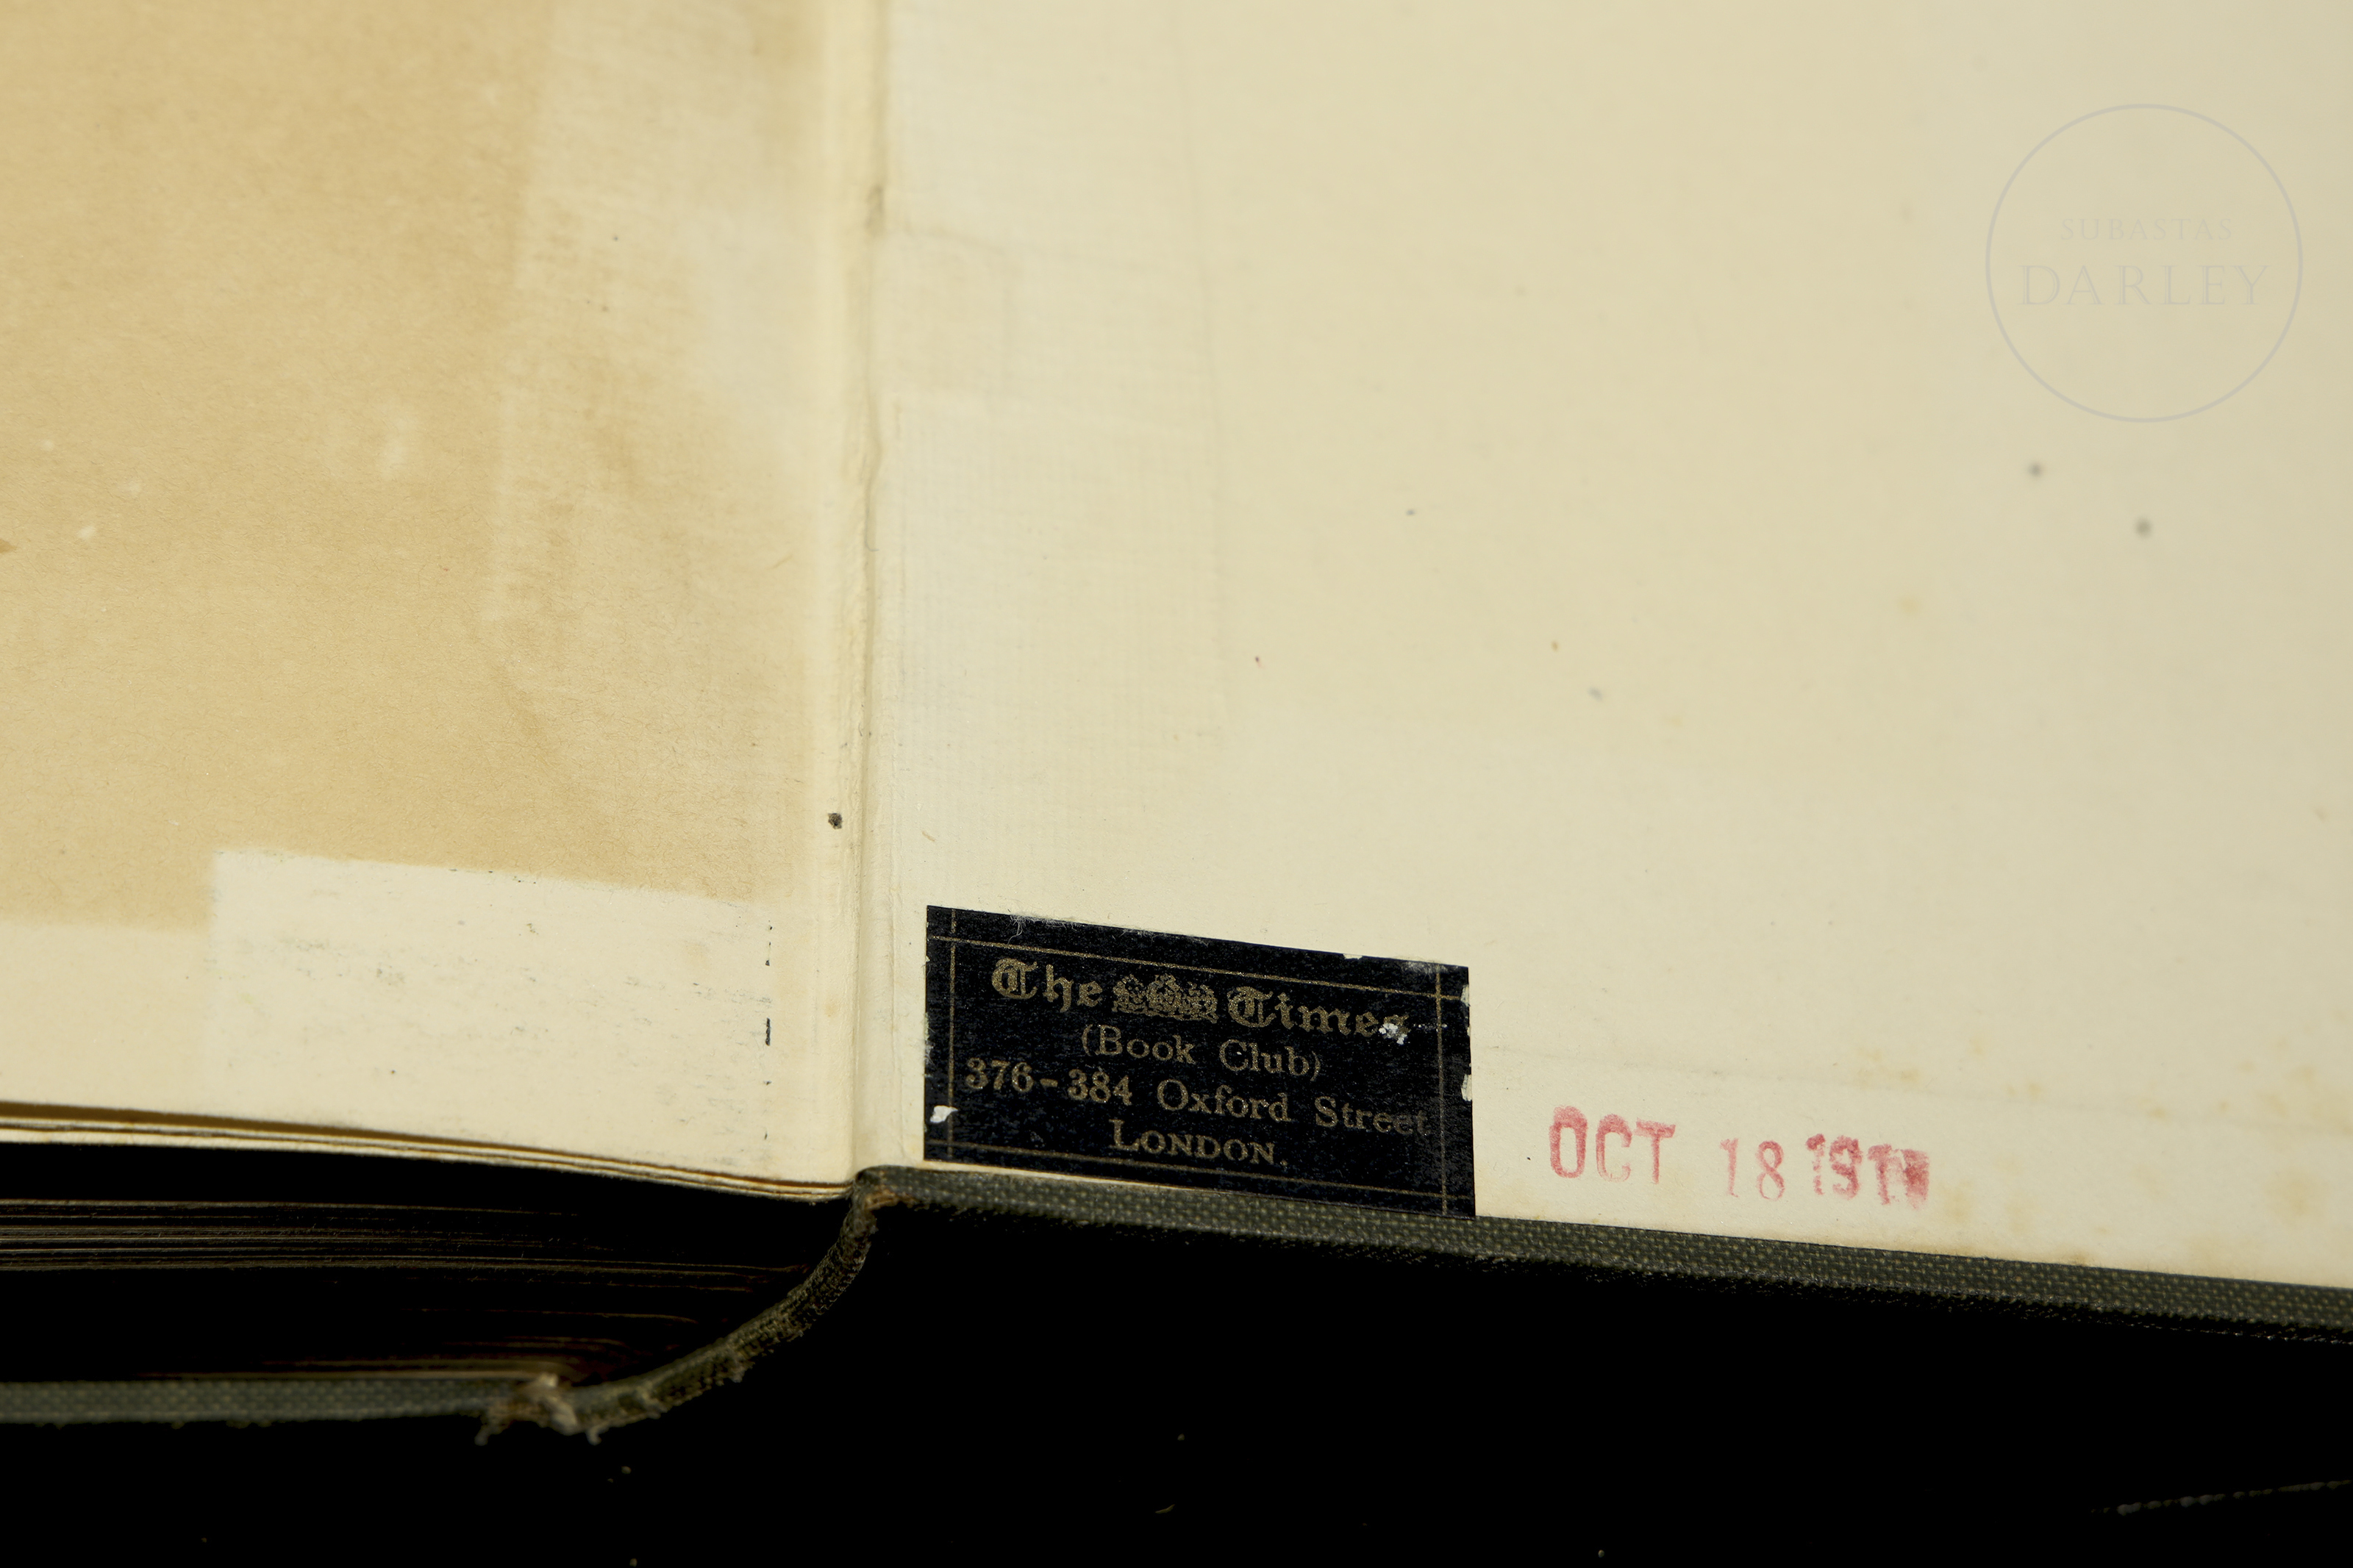 SUBASTAS
DARLEY
The Times
(Book Club)
376-384 Oxford Street
LONDON.
OCT 18